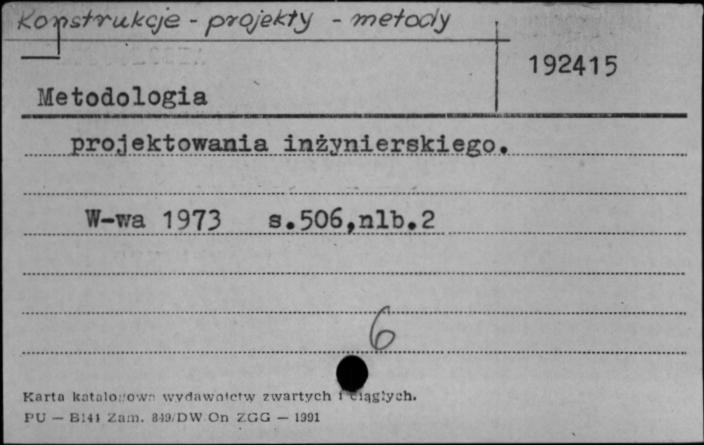 Konstrukcje - projekty - metody
192415
Metodologia
projektowania inżynierskiego.
W-wa 1973 s.506,nlb.2
6
Karta katalogowa wydawnictw zwartych i ciągłych.
PU — B141 Zam. 849/DW On ZGG — 1991